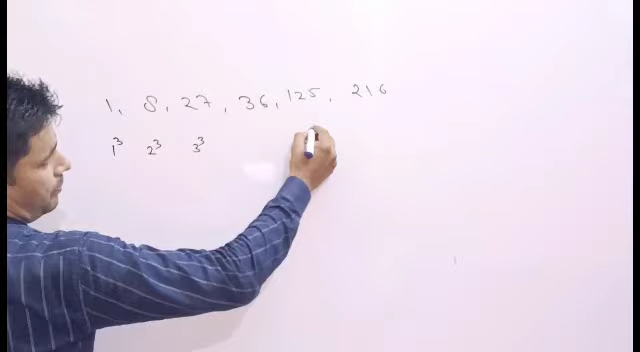 1, 8, 27, 36, 125, 216
1³ 2³ 3³